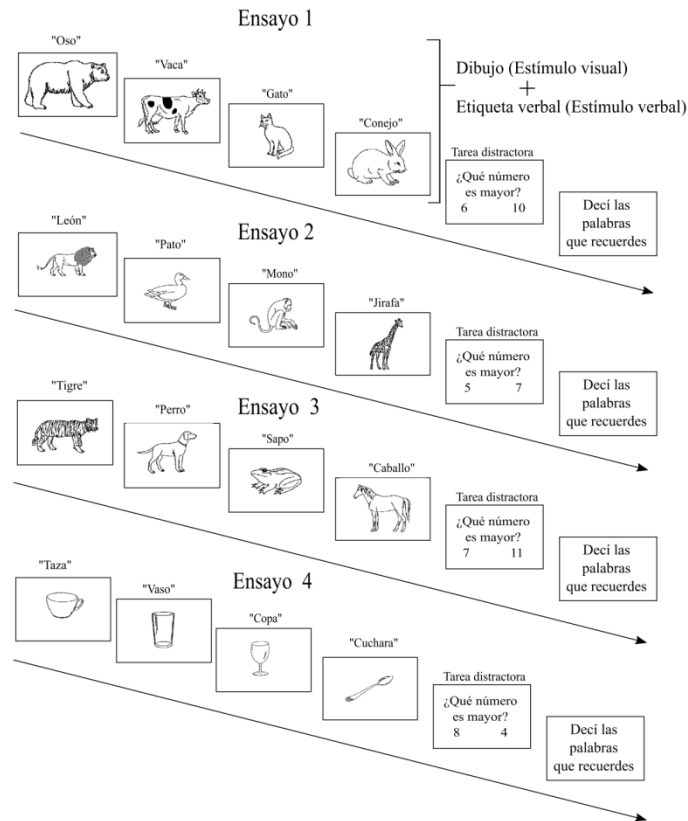 Ensayo 1
"Oso"
"Vaca"
"Gato"
"Conejo"
Dibujo (Estímulo visual)
+
Etiqueta verbal (Estímulo verbal)
Tarea distractora
¿Qué número
es mayor?
6 10
Decí las
palabras
que recuerdes
Ensayo 2
"León"
"Pato"
"Mono"
"Jirafa"
Tarea distractora
¿Qué número
es mayor?
5 7
Decí las
palabras
que recuerdes
Ensayo 3
"Tigre"
"Perro"
"Sapo"
"Caballo"
Tarea distractora
¿Qué número
es mayor?
7 11
Decí las
palabras
que recuerdes
Ensayo 4
"Taza"
"Vaso"
"Copa"
"Cuchara"
Tarea distractora
¿Qué número
es mayor?
8 4
Decí las
palabras
que recuerdes